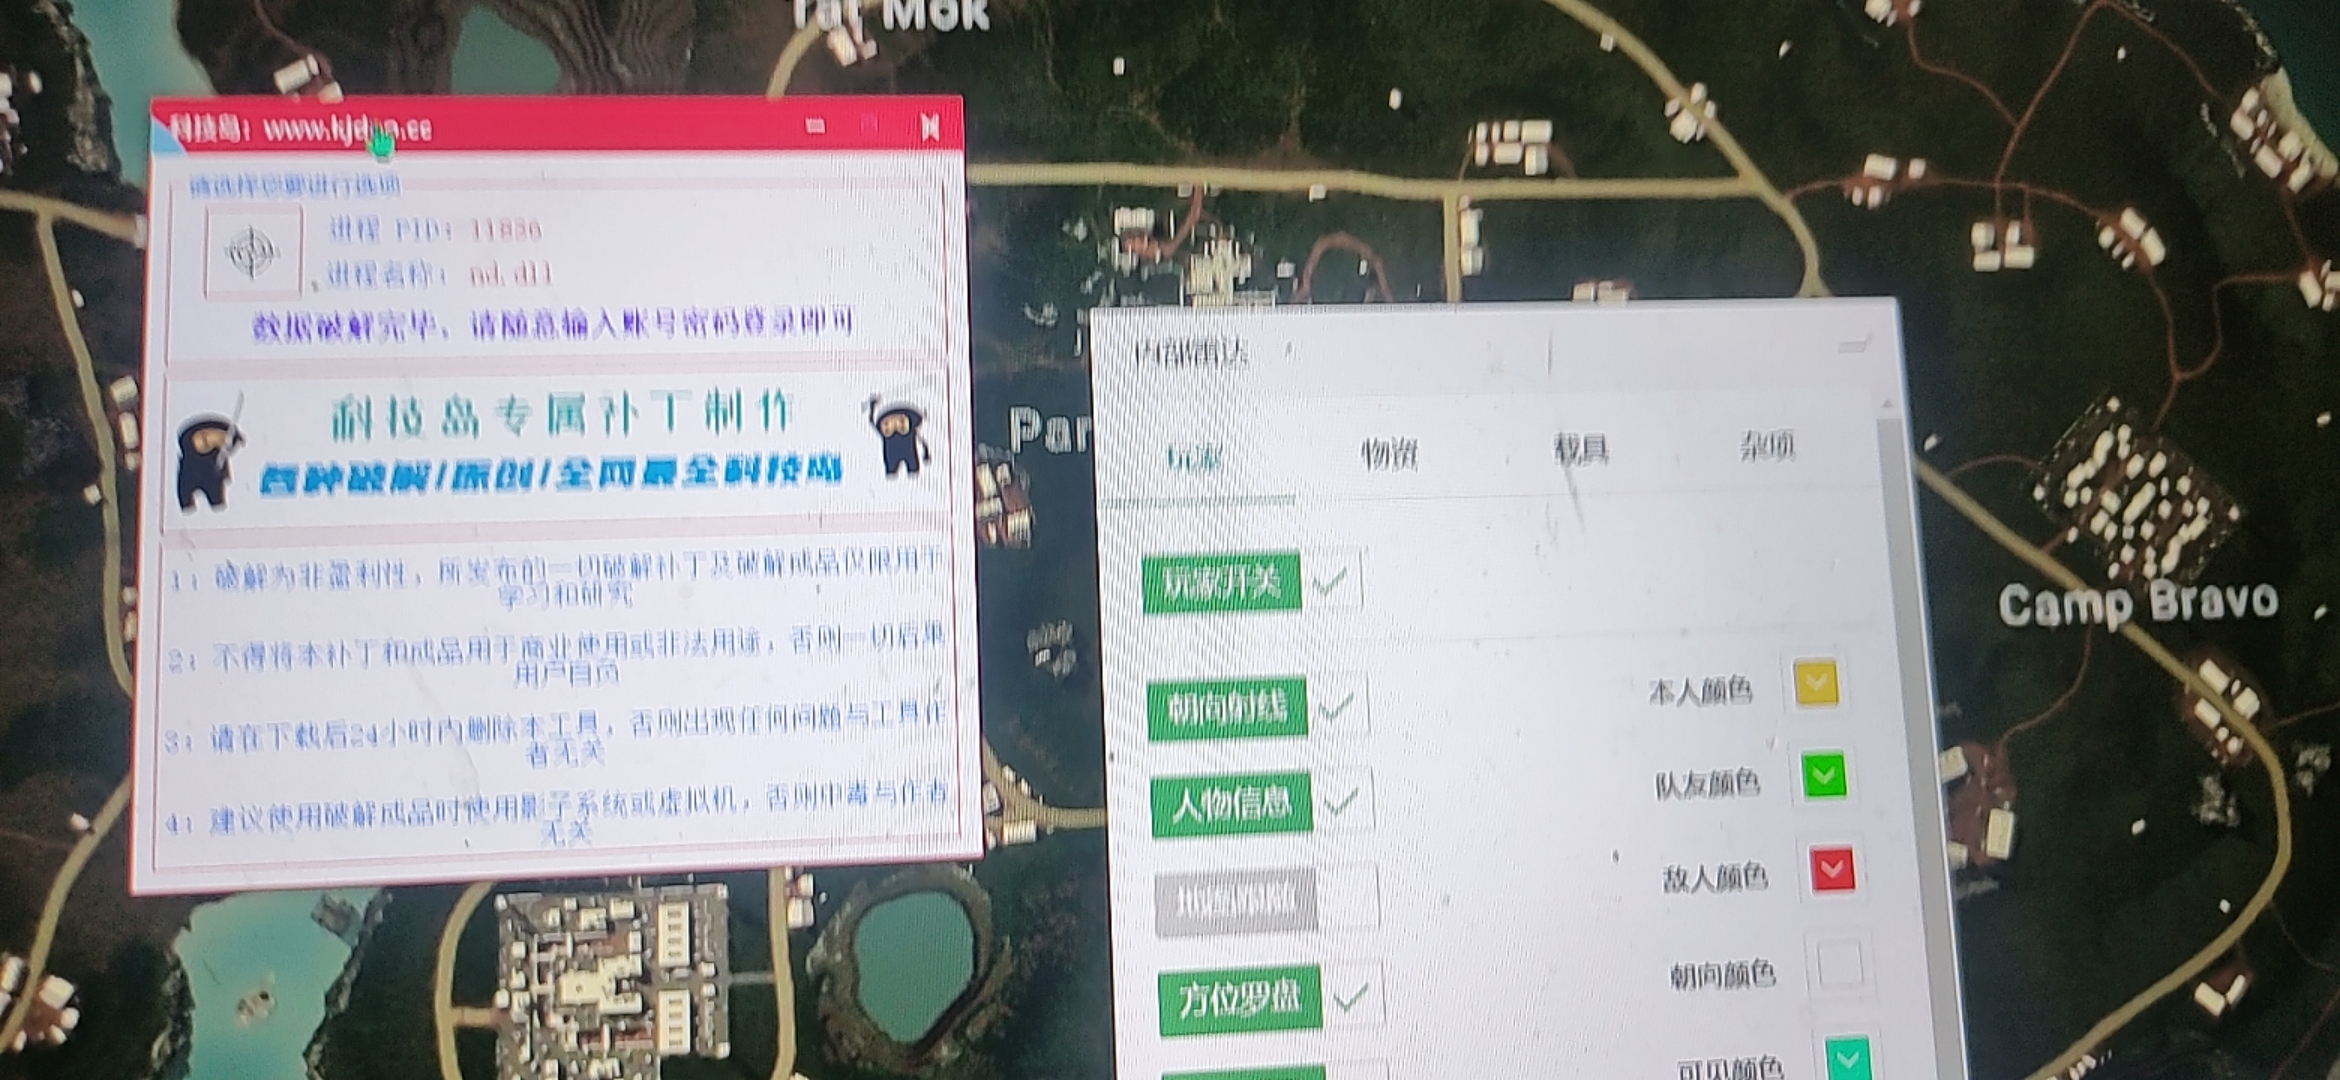 Tat Mok
科技岛：
请选择您要进行选项
进程 PID: 11836
进程名称: nd.dll
数据破解完毕，请随意输入账号密码登录即可
科技岛专属补丁制作
各种破解/原创/全网最全科技岛
1：破解为非盈利性，所发布的一切破解补丁及破解成品仅限用于
学习和研究
2：不得将本补丁和成品用于商业使用或非法用途，否则一切后果
用户自负
3：请在下载后24小时内删除本工具，否则出现任何问题与工具作
者无关
4：建议使用破解成品时使用影子系统或虚拟机，否则中毒与作者
无关
Par
内部雷达
玩家 物资 载具 杂项
玩家开关
朝向射线 本人颜色
人物信息 队友颜色
敌人颜色
方位罗盘 朝向颜色
可见颜色
Camp Bravo